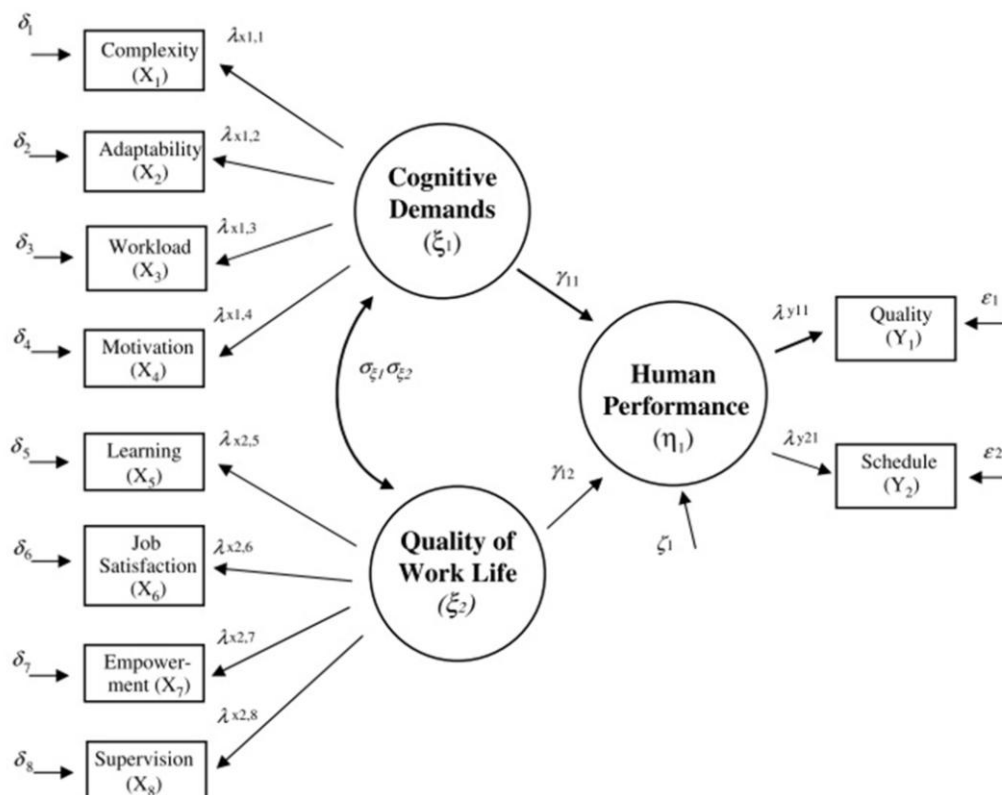 δ₁
Complexity
(X₁)
λx1,1
δ₂
Adaptability
(X₂)
λx1,2
δ₃
Workload
(X₃)
λx1,3
δ₄
Motivation
(X₄)
λx1,4
δ₅
Learning
(X₅)
λx2,5
δ₆
Job
Satisfaction
(X₆)
λx2,6
δ₇
Empower-
ment (X₇)
λx2,7
δ₈
Supervision
(X₈)
λx2,8
Cognitive
Demands
(ξ₁)
σξ1 σξ2
Quality of
Work Life
(ξ₂)
γ₁₁
γ₁₂
Human
Performance
(η₁)
ζ₁
λy11
Quality
(Y₁)
ε₁
λy21
Schedule
(Y₂)
ε₂